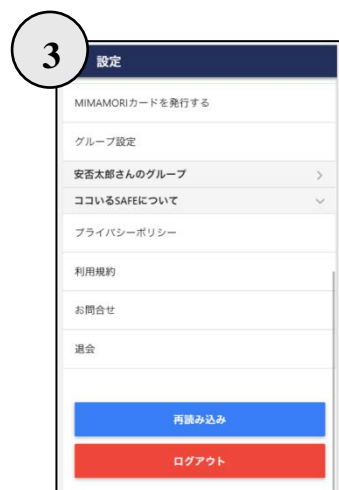 3
設定
MIMAMORIカードを発行する
グループ設定
安否太郎さんのグループ
ココいるSAFEについて
プライバシーポリシー
利用規約
お問合せ
退会
再読み込み
ログアウト